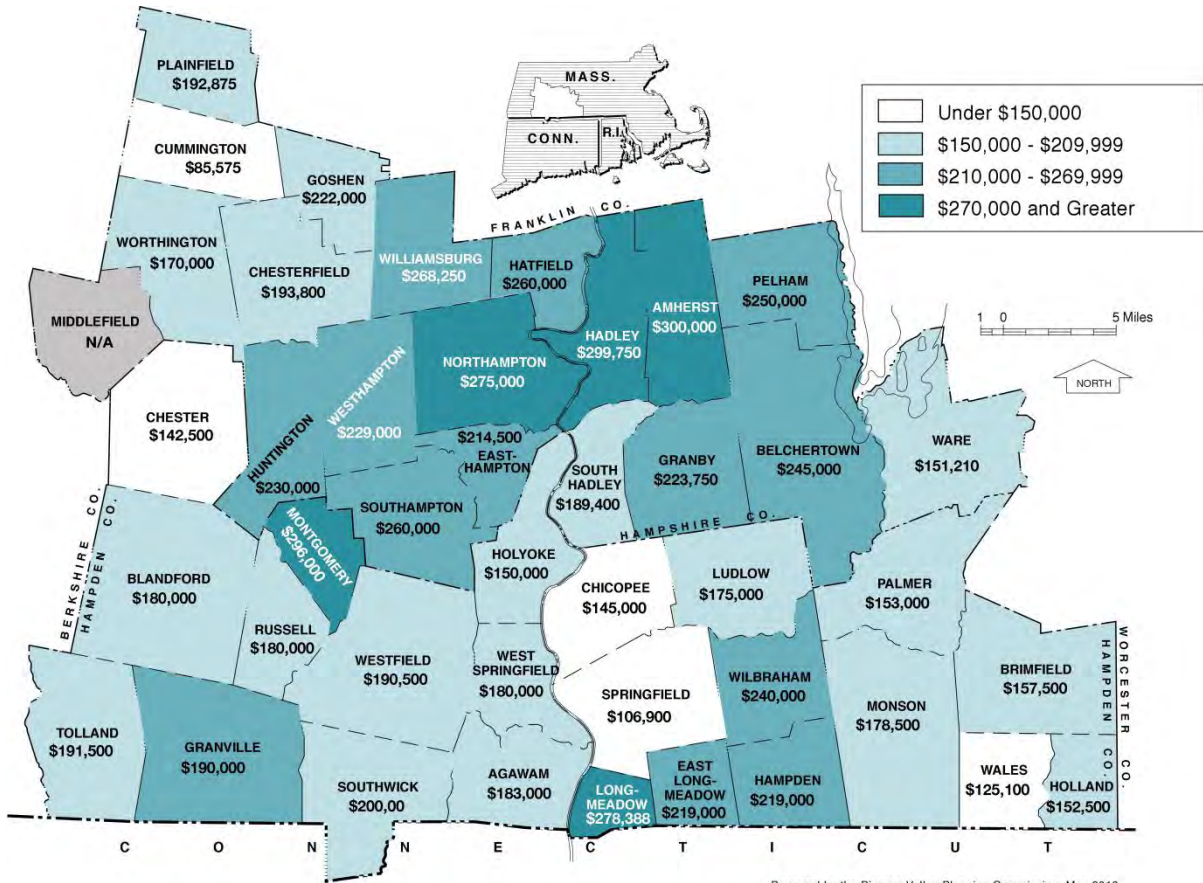 PLAINFIELD
$192,875
CUMMINGTON
$85,575
GOSHEN
$222,000
WORTHINGTON
$170,000
CHESTERFIELD
$193,800
WILLIAMSBURG
$268,250
HATFIELD
$260,000
MIDDLEFIELD
N/A
MASS.
CONN.
R.I.
Under $150,000
$150,000 - $209,999
$210,000 - $269,999
$270,000 and Greater
FRANKLIN CO.
PELHAM
$250,000
AMHERST
$300,000
HADLEY
$299,750
1 0 5 Miles
NORTH
NORTHAMPTON
$275,000
WESTHAMPTON
$229,000
CHESTER
$142,500
HUNTINGTON
$230,000
$214,500
EAST-
HAMPTON
SOUTH
HADLEY
$189,400
GRANBY
$223,750
BELCHERTOWN
$245,000
WARE
$151,210
SOUTHAMPTON
$260,000
MONTGOMERY
$296,000
HAMPSHIRE CO.
BERKSHIRE CO.
HAMPDEN CO.
BLANDFORD
$180,000
RUSSELL
$180,000
HOLYOKE
$150,000
CHICOPEE
$145,000
LUDLOW
$175,000
PALMER
$153,000
WESTFIELD
$190,500
WEST
SPRINGFIELD
$180,000
SPRINGFIELD
$106,900
WILBRAHAM
$240,000
MONSON
$178,500
BRIMFIELD
$157,500
HAMPDEN CO.
WORCESTER CO.
TOLLAND
$191,500
GRANVILLE
$190,000
SOUTHWICK
$200,00
AGAWAM
$183,000
LONG-
MEADOW
$278,388
EAST
LONG-
MEADOW
$219,000
HAMPDEN
$219,000
WALES
$125,100
HOLLAND
$152,500
CONNECTICUT